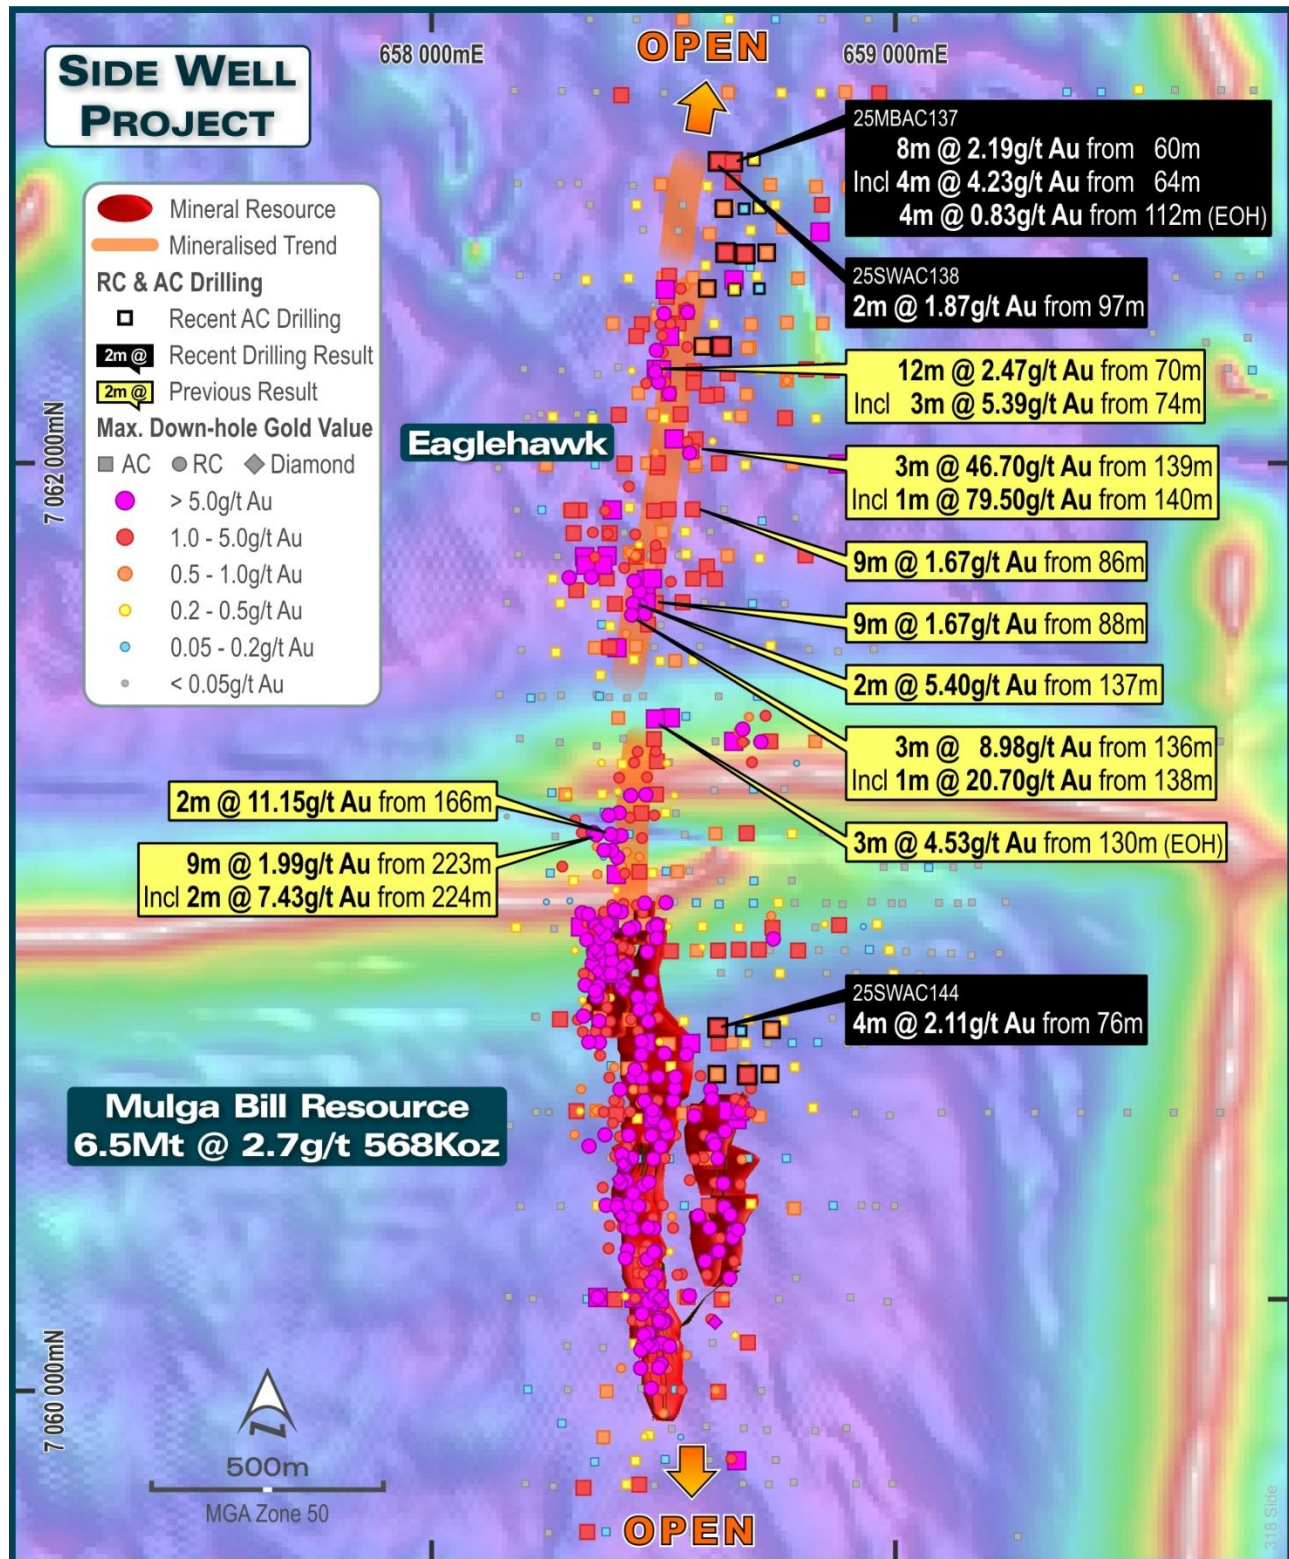 SIDE WELL
PROJECT
658 000mE
OPEN
659 000mE
Mineral Resource
Mineralised Trend
RC & AC Drilling
Recent AC Drilling
2m @ Recent Drilling Result
2m @ Previous Result
Max. Down-hole Gold Value
AC RC Diamond
> 5.0g/t Au
1.0 - 5.0g/t Au
0.5 - 1.0g/t Au
0.2 - 0.5g/t Au
0.05 - 0.2g/t Au
< 0.05g/t Au
25MBAC137
8m @ 2.19g/t Au from 60m
Incl 4m @ 4.23g/t Au from 64m
4m @ 0.83g/t Au from 112m (EOH)
25SWAC138
2m @ 1.87g/t Au from 97m
12m @ 2.47g/t Au from 70m
Incl 3m @ 5.39g/t Au from 74m
7 062 000mN
Eaglehawk
3m @ 46.70g/t Au from 139m
Incl 1m @ 79.50g/t Au from 140m
9m @ 1.67g/t Au from 86m
9m @ 1.67g/t Au from 88m
2m @ 5.40g/t Au from 137m
3m @ 8.98g/t Au from 136m
Incl 1m @ 20.70g/t Au from 138m
3m @ 4.53g/t Au from 130m (EOH)
2m @ 11.15g/t Au from 166m
9m @ 1.99g/t Au from 223m
Incl 2m @ 7.43g/t Au from 224m
25SWAC144
4m @ 2.11g/t Au from 76m
Mulga Bill Resource
6.5Mt @ 2.7g/t 568Koz
7 060 000mN
N
500m
MGA Zone 50
OPEN
318 Side